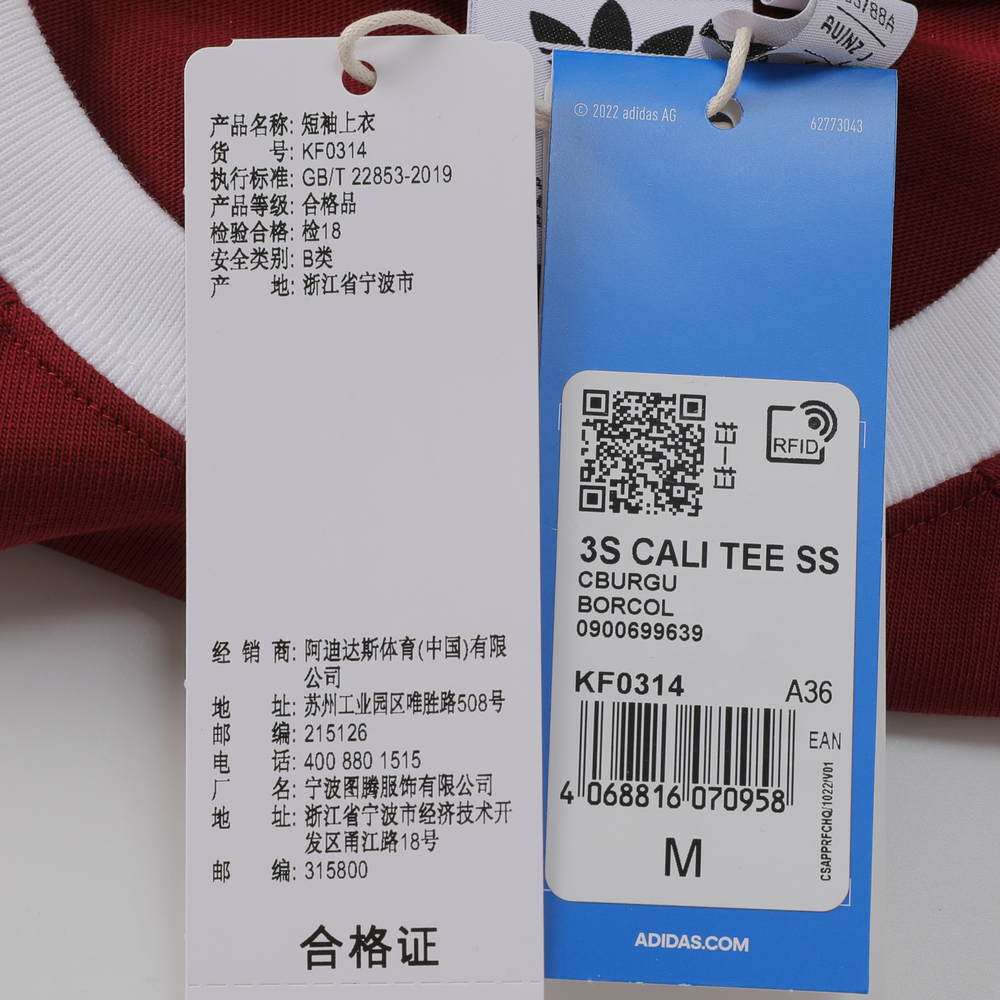 产品名称: 短袖上衣
货 号: KF0314
执行标准: GB/T 22853-2019
产品等级: 合格品
检验合格: 检18
安全类别: B类
产 地: 浙江省宁波市
经 销 商: 阿迪达斯体育(中国)有限
公司
地 址: 苏州工业园区唯胜路508号
邮 编: 215126
电 话: 400 880 1515
厂 名: 宁波图腾服饰有限公司
地 址: 浙江省宁波市经济技术开
发区甬江路18号
邮 编: 315800
合格证
© 2022 adidas AG
62773043
扫一扫
RFID
3S CALI TEE SS
CBURGU
BORCOL
0900699639
KF0314
A36
EAN
4 068816 070958
CSAPPRFCHQ/1022/V01
M
ADIDAS.COM